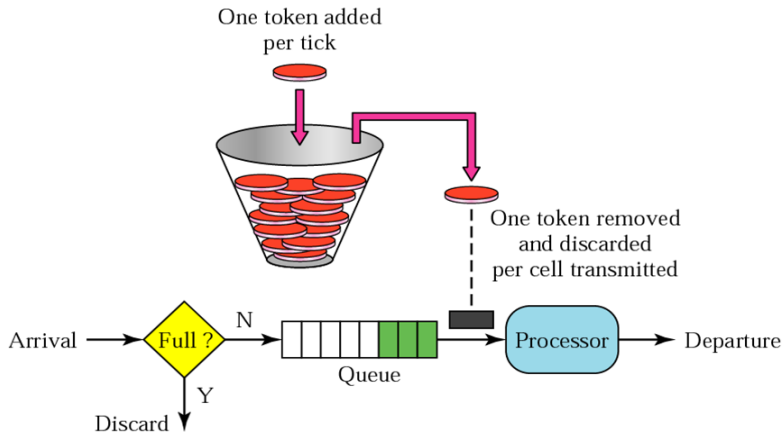 One token added
per tick
One token removed
and discarded
per cell transmitted
Arrival
Full ?
N
Processor
Departure
Queue
Y
Discard